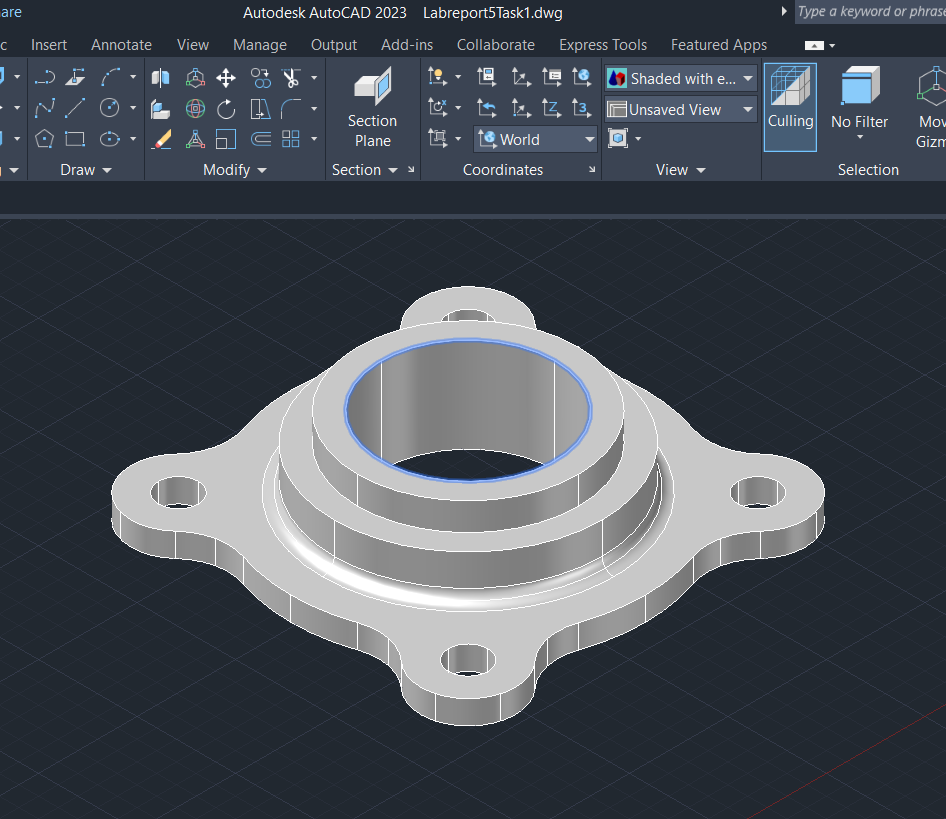 are
Autodesk AutoCAD 2023 Labreport5Task1.dwg
Type a keyword or phrase
c Insert Annotate View Manage Output Add-ins Collaborate Express Tools Featured Apps
Shaded with e...
Unsaved View
Section
Plane
World
Z
3
Culling
No Filter
Mov
Gizm
Draw
Modify
Section
Coordinates
View
Selection